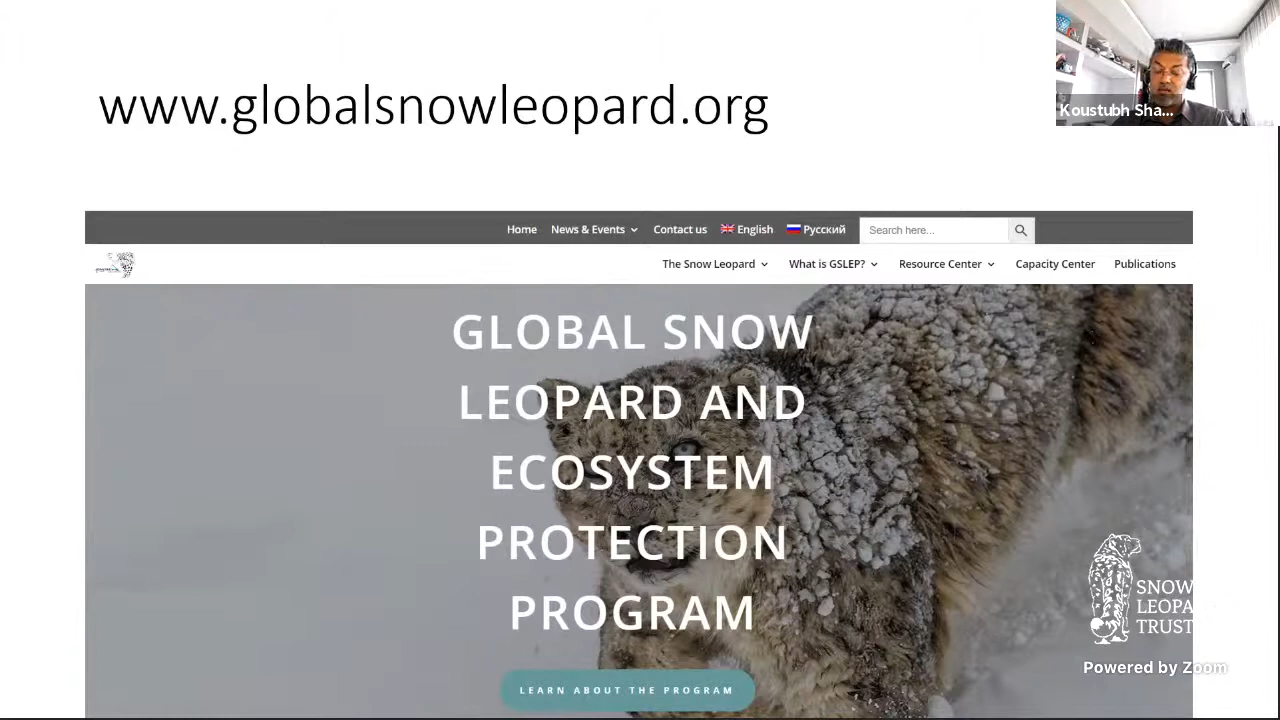 www.globalsnowleopard.org
Koustubh Sha...
Home News & Events Contact us English Русский Search here...
The Snow Leopard What is GSLEP? Resource Center Capacity Center Publications
GLOBAL SNOW
LEOPARD AND
ECOSYSTEM
PROTECTION
PROGRAM
LEARN ABOUT THE PROGRAM
SNOW
LEOPA
TRUST
Powered by Zoom